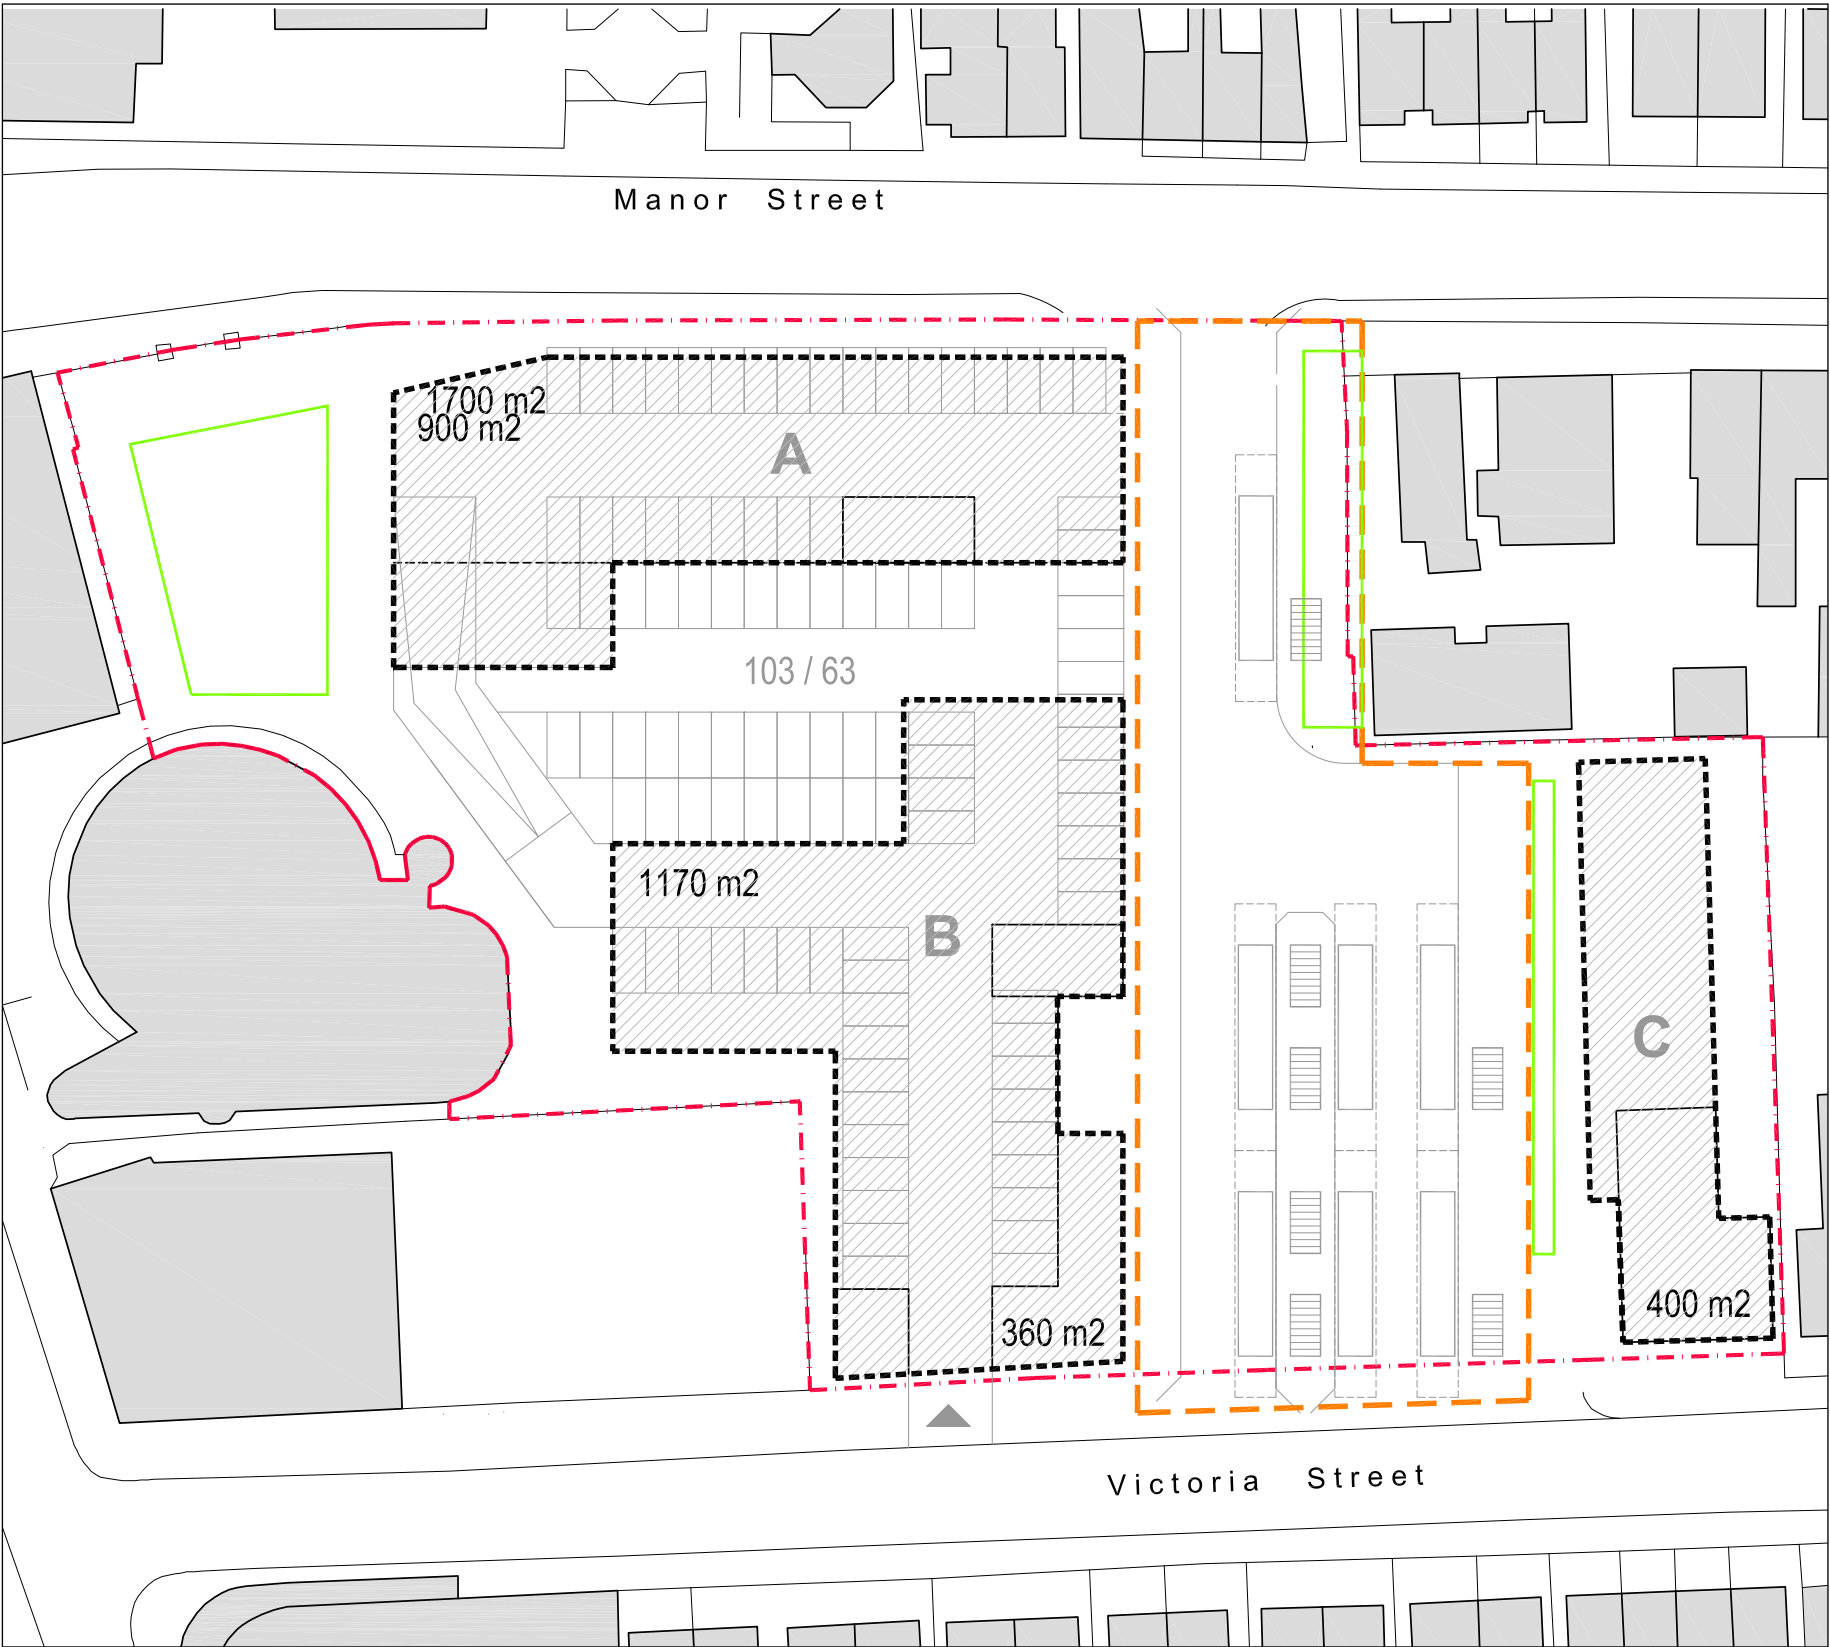 Manor Street
1700 m2
900 m2
A
103 / 63
1170 m2
B
C
400 m2
360 m2
Victoria Street